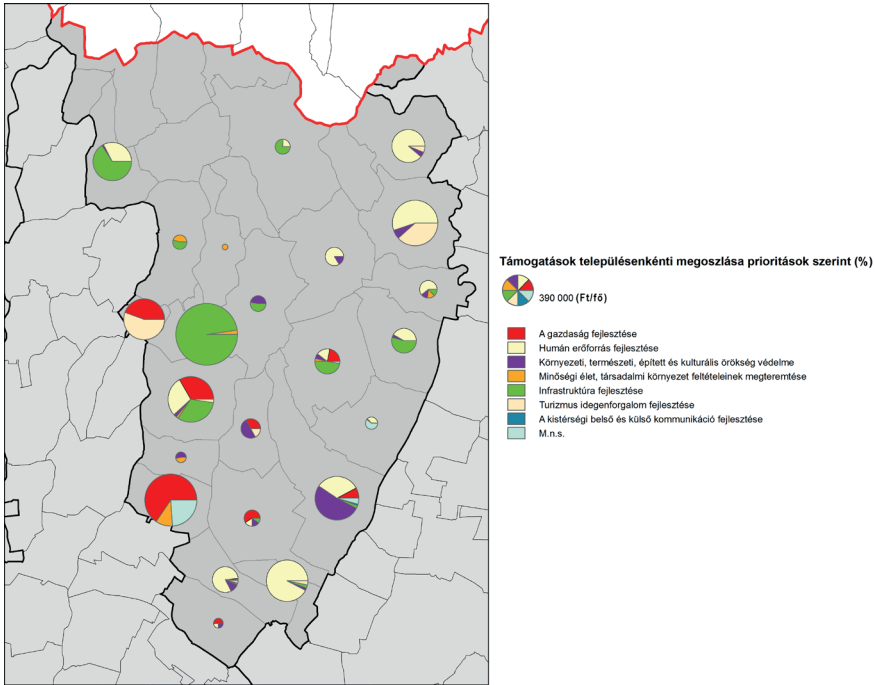 Támogatások településenkénti megoszlása prioritások szerint (%)
390 000 (Ft/fő)
A gazdaság fejlesztése
Humán erőforrás fejlesztése
Környezeti, természeti, épített és kulturális örökség védelme
Minőségi élet, társadalmi környezet feltételeinek megteremtése
Infrastruktúra fejlesztése
Turizmus idegenforgalom fejlesztése
A kistérségi belső és külső kommunikáció fejlesztése
M.n.s.